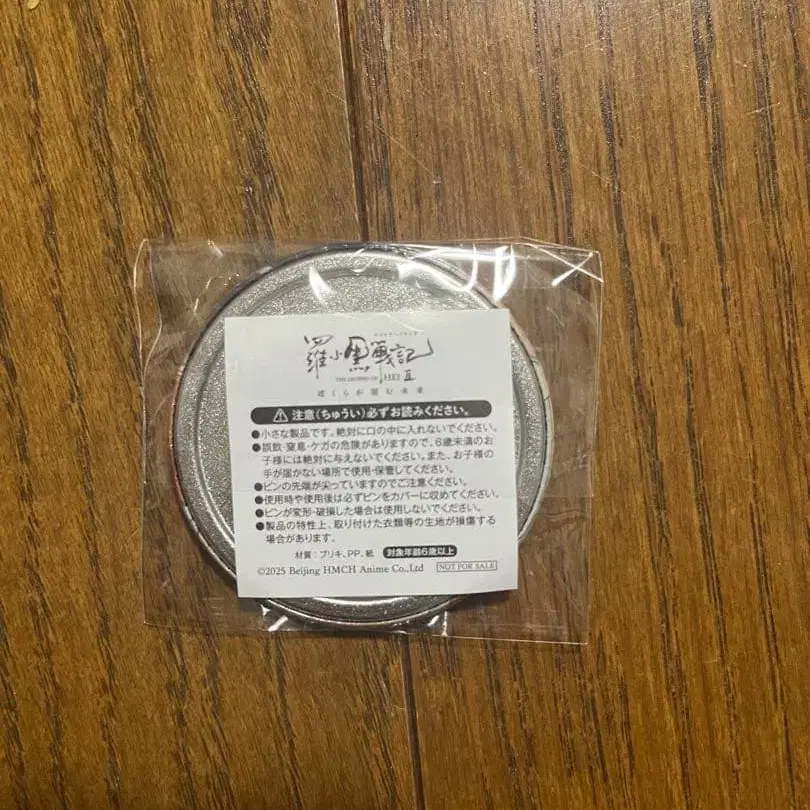 羅小黒戦記
THE LEGEND OF HEI II
ぼくらが望む未来
注意(ちゅうい)必ずお読みください。
●小さな製品です。絶対に口の中に入れないでください。
●誤飲・窒息・ケガの危険がありますので、6歳未満のお
子様には絶対に与えないでください。また、お子様の
手が届かない場所で使用・保管してください。
●ピンの先端が尖っていますのでご注意ください。
●使用時や使用後は必ずピンをカバーに収めてください。
●ピンが変形・破損した場合は使用しないでください。
●製品の特性上、取り付けた衣類等の生地が損傷する
場合があります。
材質:ブリキ、PP、紙 対象年齢6歳以上
©2025 Beijing HMCH Anime Co.,Ltd NOT FOR SALE